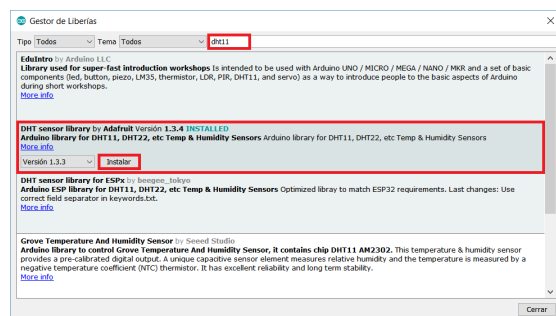 Gestor de Liberías
Tipo Todos Tema Todos dht11
EduIntro by Arduino LLC
Library used for super-fast introduction workshops Is intended to be used with Arduino UNO / MICRO / MEGA / NANO / MKR and a set of basic
components (led, button, piezo, LM35, thermistor, LDR, PIR, DHT11, and servo) as a way to introduce people to the basic aspects of Arduino
during short workshops.
More info
DHT sensor library by Adafruit Versión 1.3.4 INSTALLED
Arduino library for DHT11, DHT22, etc Temp & Humidity Sensors Arduino library for DHT11, DHT22, etc Temp & Humidity Sensors
More info
Versión 1.3.3 Instalar
DHT sensor library for ESPx by beegee_tokyo
Arduino ESP library for DHT11, DHT22, etc Temp & Humidity Sensors Optimized libray to match ESP32 requirements. Last changes: Use
correct field separator in keywords.txt.
More info
Grove Temperature And Humidity Sensor by Seeed Studio
Arduino library to control Grove Temperature And Humidity Sensor, it contains chip DHT11 AM2302. This temperature & humidity sensor
provides a pre-calibrated digital output. A unique capacitive sensor element measures relative humidity and the temperature is measured by a
negative temperature coefficient (NTC) thermistor. It has excellent reliability and long term stability.
More info
Cerrar